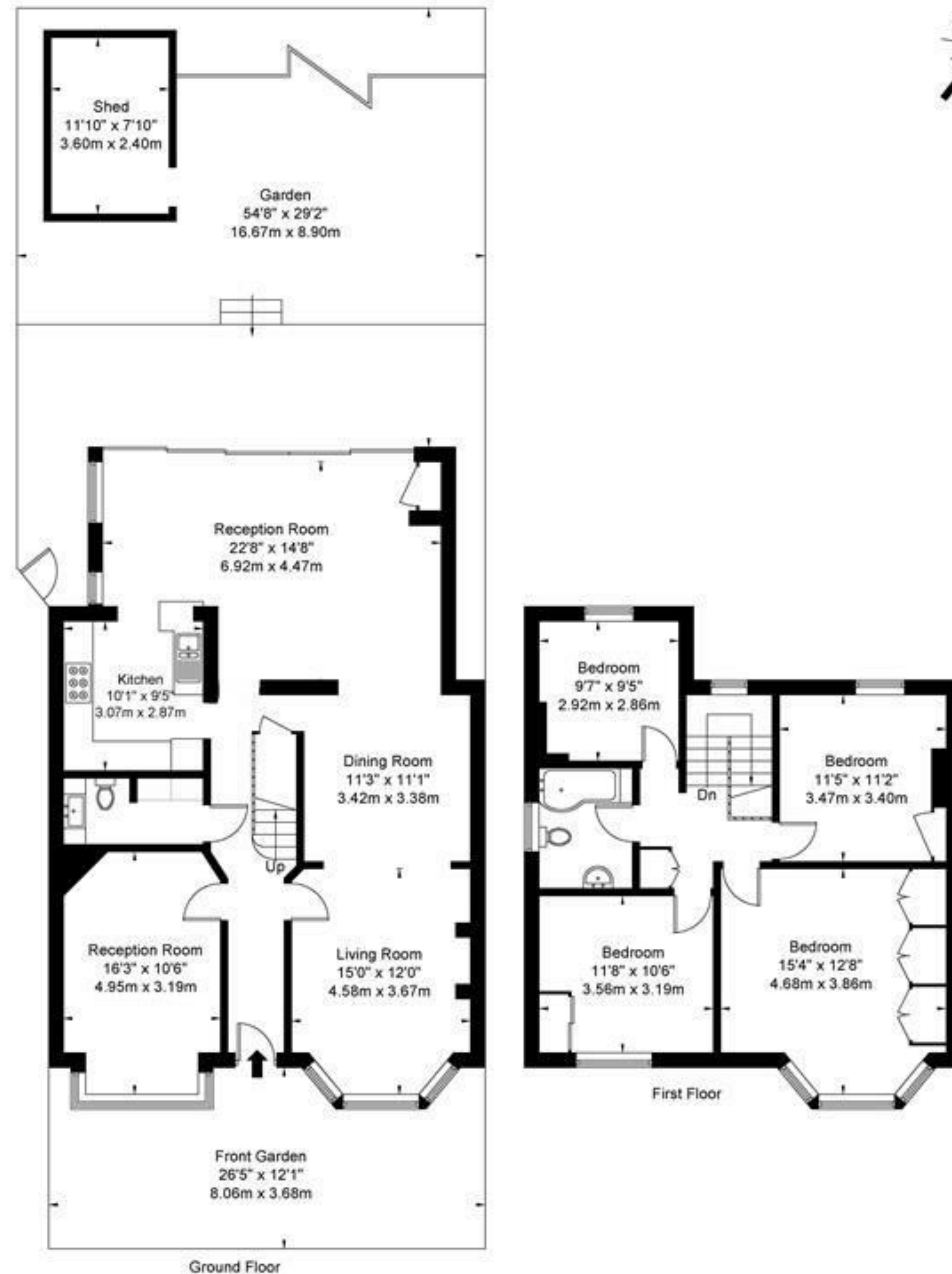 Shed
11'10" x 7'10"
3.60m x 2.40m
Garden
54'8" x 29'2"
16.67m x 8.90m
Reception Room
22'8" x 14'8"
6.92m x 4.47m
Kitchen
10'1" x 9'5"
3.07m x 2.87m
Dining Room
11'3" x 11'1"
3.42m x 3.38m
Up
Reception Room
16'3" x 10'6"
4.95m x 3.19m
Living Room
15'0" x 12'0"
4.58m x 3.67m
Front Garden
26'5" x 12'1"
8.06m x 3.68m
Ground Floor
Bedroom
9'7" x 9'5"
2.92m x 2.86m
Dn
Bedroom
11'5" x 11'2"
3.47m x 3.40m
Bedroom
11'8" x 10'6"
3.56m x 3.19m
Bedroom
15'4" x 12'8"
4.68m x 3.86m
First Floor